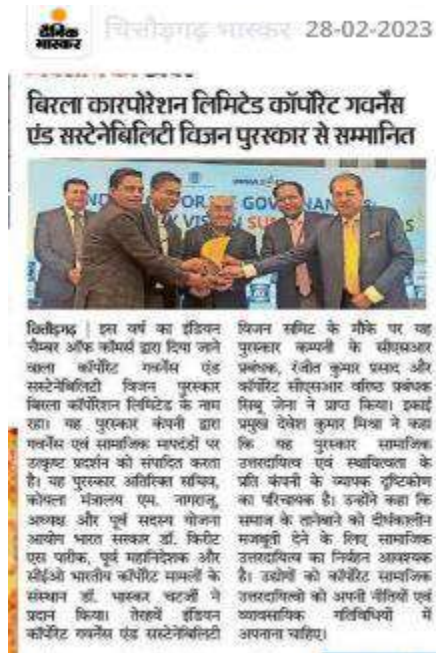 दैनिक
भास्कर
चित्तौड़गढ़ भास्कर 28-02-2023
बिरला कारपोरेशन लिमिटेड कॉर्पोरेट गवर्नेंस
एंड सस्टेनेबिलिटी विजन पुरस्कार से सम्मानित
चित्तौड़गढ़ | इस वर्ष का इंडियन
चैम्बर ऑफ कॉमर्स द्वारा दिया जाने
वाला कॉर्पोरेट गवर्नेंस एंड
सस्टेनेबिलिटी विजन पुरस्कार
बिरला कॉर्पोरेशन लिमिटेड के नाम
रहा। यह पुरस्कार कंपनी द्वारा
गवर्नेंस एवं सामाजिक मापदंडों पर
उत्कृष्ट प्रदर्शन को संपादित करता
है। यह पुरस्कार अतिरिक्त सचिव,
कोयला मंत्रालय एम. नागराजू,
अध्यक्ष और पूर्व सदस्य योजना
आयोग भारत सरकार डॉ. किरीट
एस पारीक, पूर्व महानिदेशक और
सीईओ भारतीय कॉर्पोरेट मामलों के
संस्थान डॉ. भास्कर चटर्जी ने
प्रदान किया। तेरहवें इंडियन
कॉर्पोरेट गवर्नेंस एंड सस्टेनेबिलिटी
विजन समिट के मौके पर यह
पुरस्कार कम्पनी के सीएसआर
प्रबंधक, रंजीत कुमार प्रसाद और
कॉर्पोरेट सीएसआर वरिष्ठ प्रबंधक
सिबू जेना ने प्राप्त किया। इकाई
प्रमुख देवेश कुमार मिश्रा ने कहा
कि यह पुरस्कार सामाजिक
उत्तरदायित्व एवं स्थायित्वता के
प्रति कंपनी के व्यापक दृष्टिकोण
का परिचायक है। उन्होंने कहा कि
समाज के तानेबाने को दीर्घकालीन
मजबूती देने के लिए सामाजिक
उत्तरदायित्व का निर्वहन आवश्यक
है। उद्योगों को कॉर्पोरेट सामाजिक
उत्तरदायित्वों को अपनी नीतियों एवं
व्यावसायिक गतिविधियों में
अपनाना चाहिए।